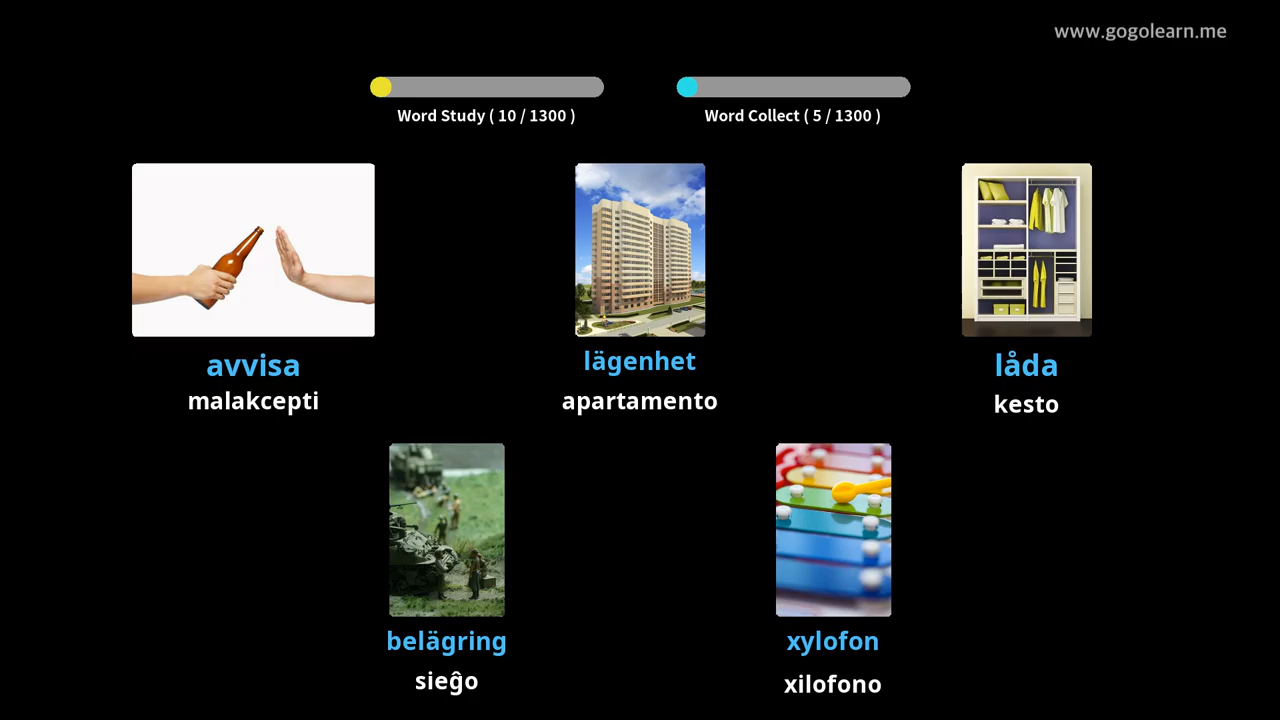 www.gogolearn.me
Word Study ( 10 / 1300 )
Word Collect ( 5 / 1300 )
avvisa
malakcepti
lägenhet
apartamento
låda
kesto
belägring
sieĝo
xylofon
xilofono